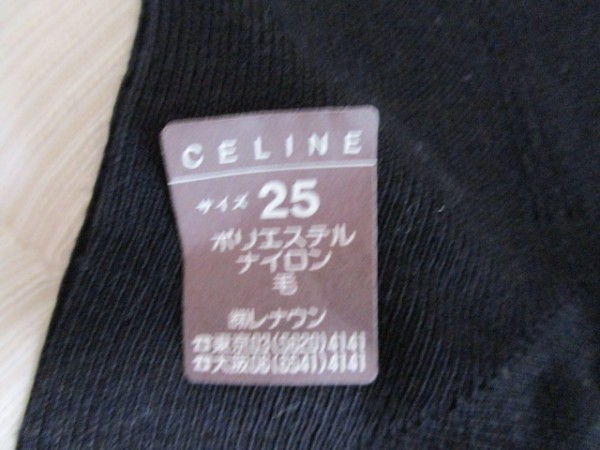 CELINE
サイズ 25
ポリエステル
ナイロン
毛
㈱レナウン
☎東京03(5620)4141
☎大阪06(6541)4141